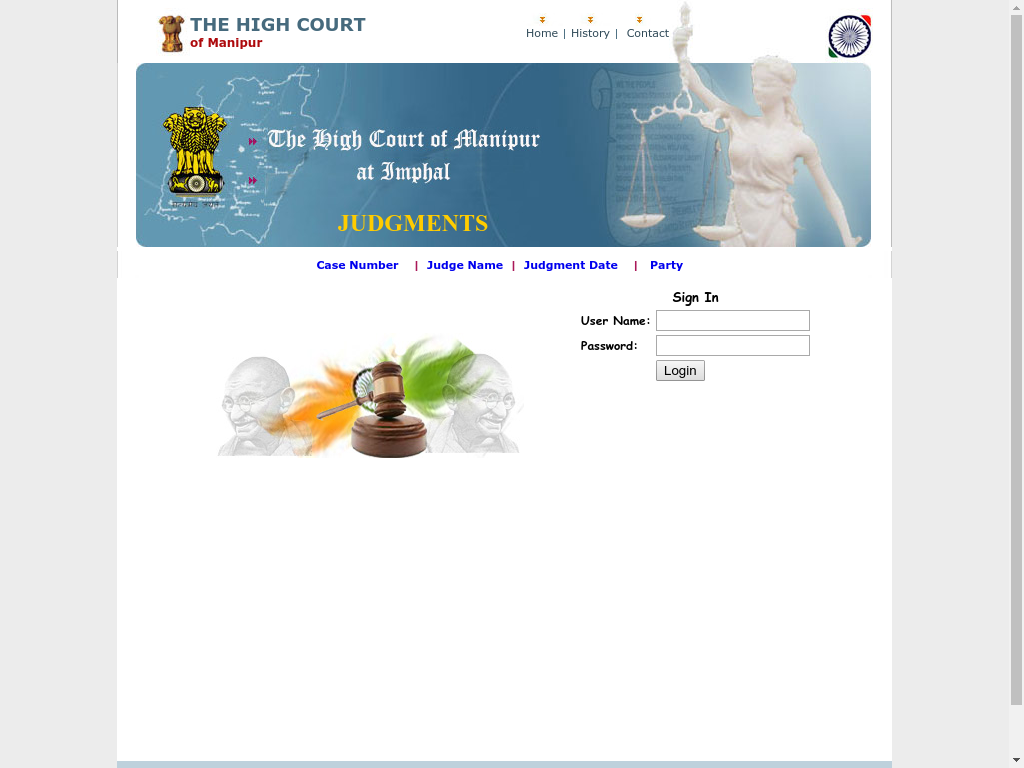 THE HIGH COURT
of Manipur
Home | History | Contact
The High Court of Manipur
at Imphal
JUDGMENTS
Case Number | Judge Name | Judgment Date | Party
Sign In
User Name:
Password:
Login